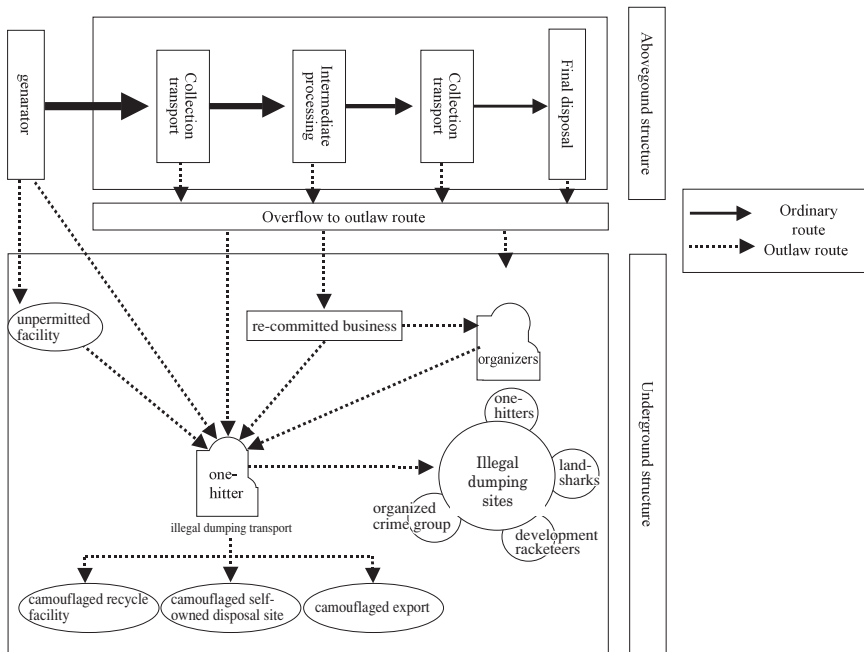 genarator
Collection
transport
Intermediate
processing
Collection
transport
Final disposal
Abovegound structure
Overflow to outlaw route
Ordinary
route
Outlaw route
unpermitted
facility
re-committed business
organizers
one-
hitters
Illegal
dumping
sites
land-
sharks
organized
crime group
development
racketeers
one-
hitter
illegal dumping transport
camouflaged recycle
facility
camouflaged self-
owned disposal site
camouflaged export
Underground structure